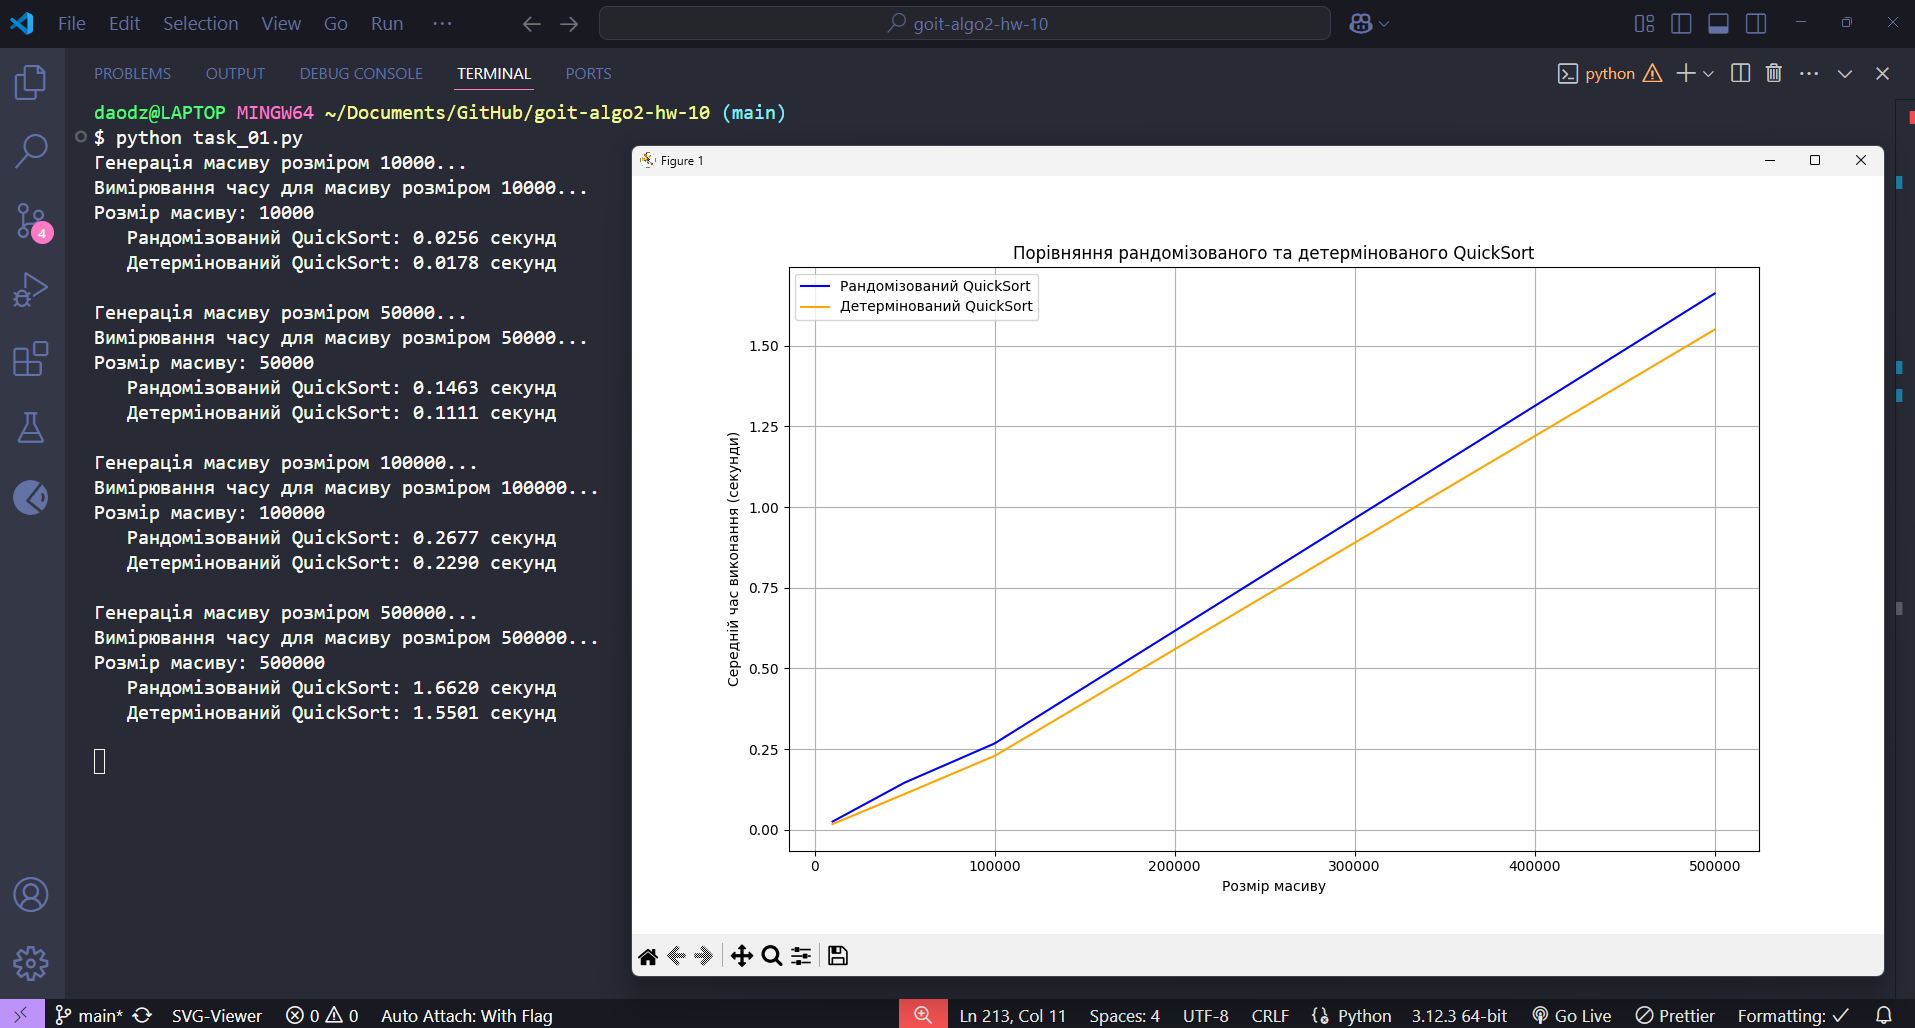 File Edit Selection View Go Run ···
goit-algo2-hw-10
PROBLEMS OUTPUT DEBUG CONSOLE TERMINAL PORTS
python
daodz@LAPTOP MINGW64 ~/Documents/GitHub/goit-algo2-hw-10 (main)
$ python task_01.py
Генерація масиву розміром 10000...
Вимірювання часу для масиву розміром 10000...
Розмір масиву: 10000
Рандомізований QuickSort: 0.0256 секунд
Детермінований QuickSort: 0.0178 секунд
Генерація масиву розміром 50000...
Вимірювання часу для масиву розміром 50000...
Розмір масиву: 50000
Рандомізований QuickSort: 0.1463 секунд
Детермінований QuickSort: 0.1111 секунд
Генерація масиву розміром 100000...
Вимірювання часу для масиву розміром 100000...
Розмір масиву: 100000
Рандомізований QuickSort: 0.2677 секунд
Детермінований QuickSort: 0.2290 секунд
Генерація масиву розміром 500000...
Вимірювання часу для масиву розміром 500000...
Розмір масиву: 500000
Рандомізований QuickSort: 1.6620 секунд
Детермінований QuickSort: 1.5501 секунд
4
Figure 1
Порівняння рандомізованого та детермінованого QuickSort
Рандомізований QuickSort
Детермінований QuickSort
Середній час виконання (секунди)
1.50
1.25
1.00
0.75
0.50
0.25
0.00
0 100000 200000 300000 400000 500000
Розмір масиву
main* SVG-Viewer 0 0 Auto Attach: With Flag Ln 213, Col 11 Spaces: 4 UTF-8 CRLF Python 3.12.3 64-bit Go Live Prettier Formatting: